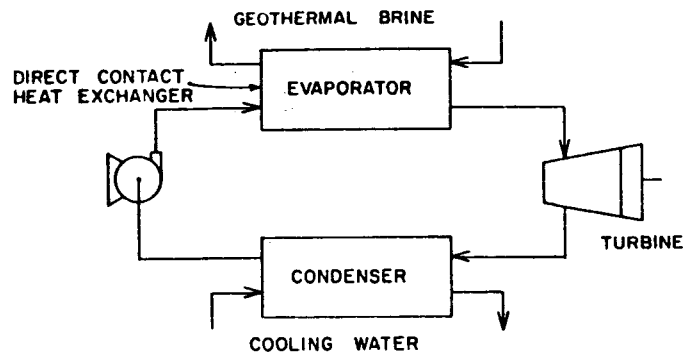 GEOTHERMAL BRINE
DIRECT CONTACT
HEAT EXCHANGER
EVAPORATOR
TURBINE
CONDENSER
COOLING WATER